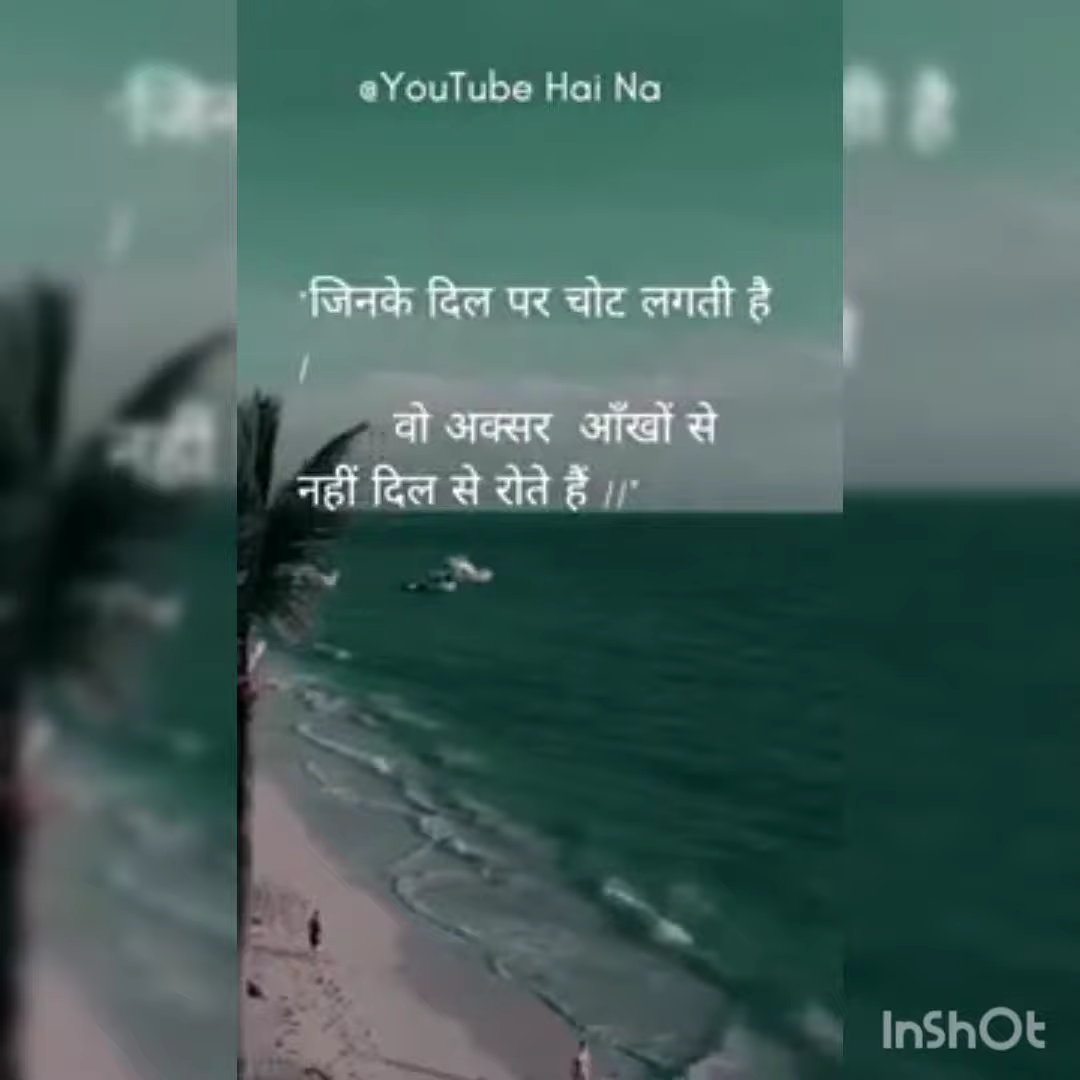 @YouTube Hai Na
"जिनके दिल पर चोट लगती है
/
वो अक्सर आँखों से
नहीं दिल से रोते हैं //"
InShOt